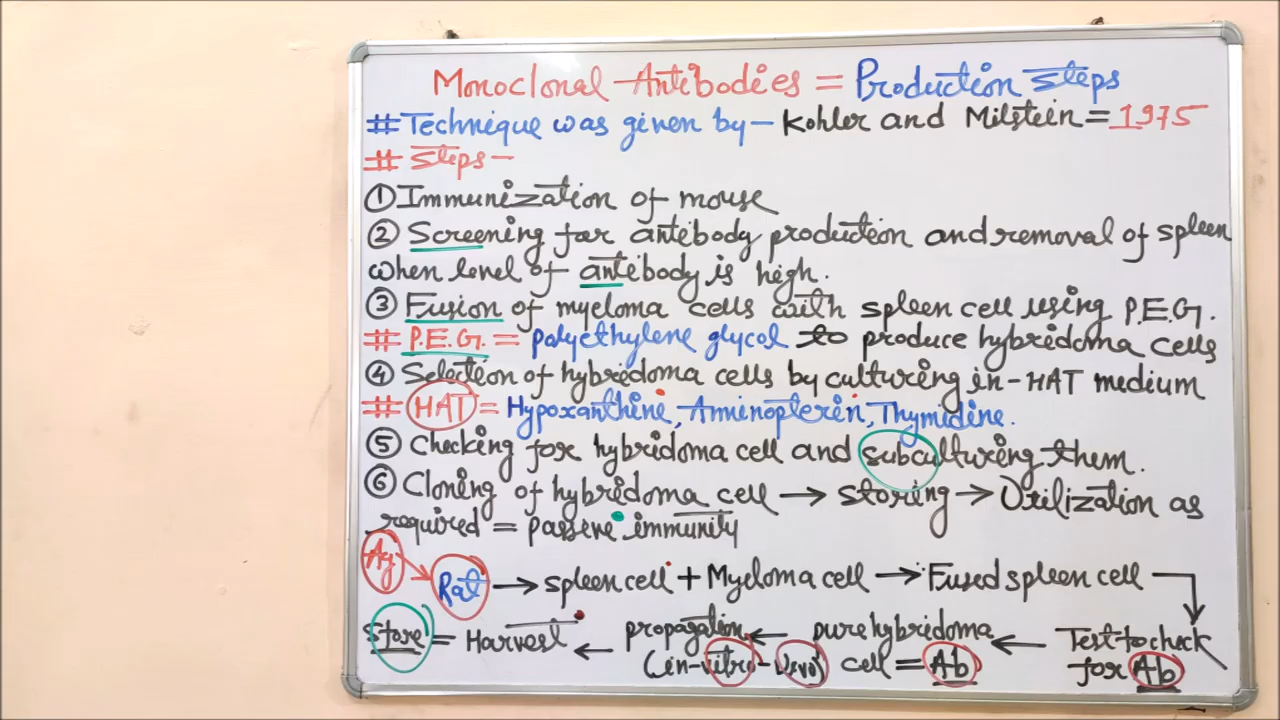 Monoclonal Antibodies = Production Steps
# Technique was given by - Kohler and Milstein = 1975
# Steps -
① Immunization of mouse
② Screening for antibody production and removal of spleen
when level of antibody is high.
③ Fusion of myeloma cells with spleen cell using P.E.G.
# P.E.G. = polyethylene glycol to produce hybridoma cells
④ Selection of hybridoma cells by culturing in - HAT medium
# HAT = Hypoxanthine, Aminopterin, Thymidine.
⑤ Checking for hybridoma cell and subculturing them.
⑥ Cloning of hybridoma cell → storing → Utilization as
required = passive immunity
Ag → Rat → spleen cell + Myeloma cell → Fused spleen cell
Store = Harvest ← propagation ← pure hybridoma ← Test to check
(in-vitro-vivo) cell = Ab for Ab